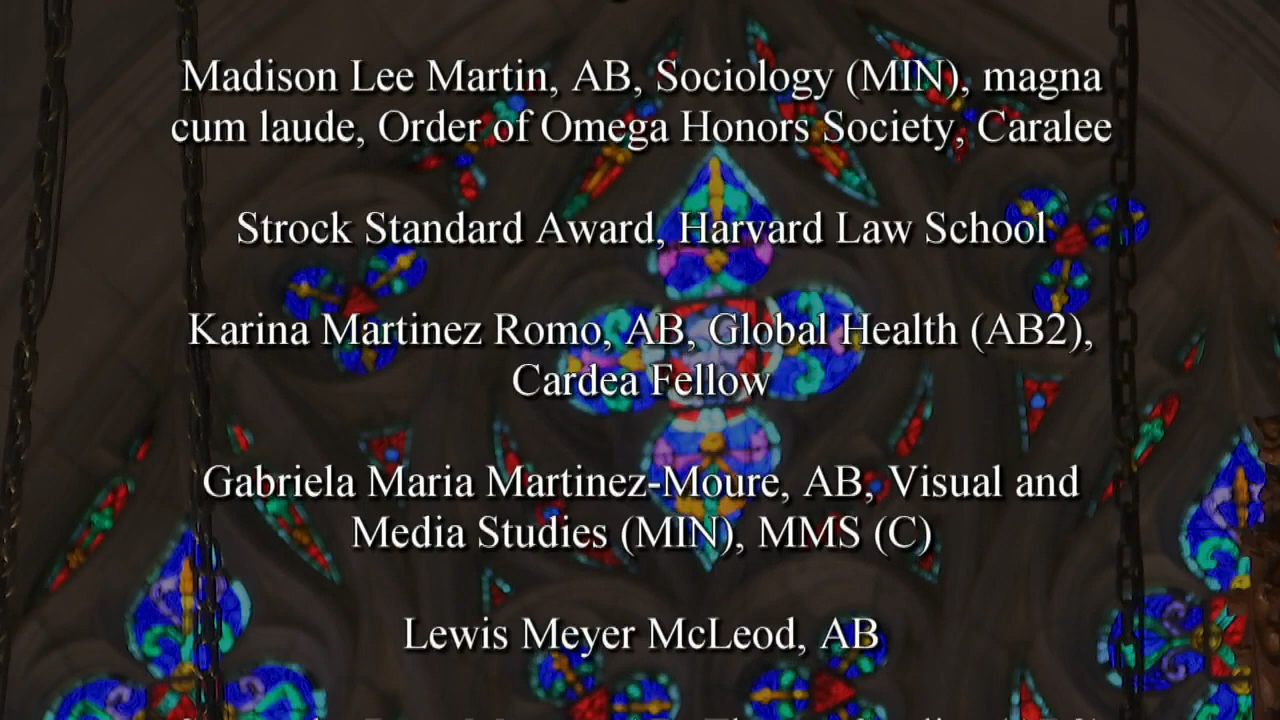 Madison Lee Martin, AB, Sociology (MIN), magna
cum laude, Order of Omega Honors Society, Caralee
Strock Standard Award, Harvard Law School
Karina Martinez Romo, AB, Global Health (AB2),
Cardea Fellow
Gabriela Maria Martinez-Moure, AB, Visual and
Media Studies (MIN), MMS (C)
Lewis Meyer McLeod, AB